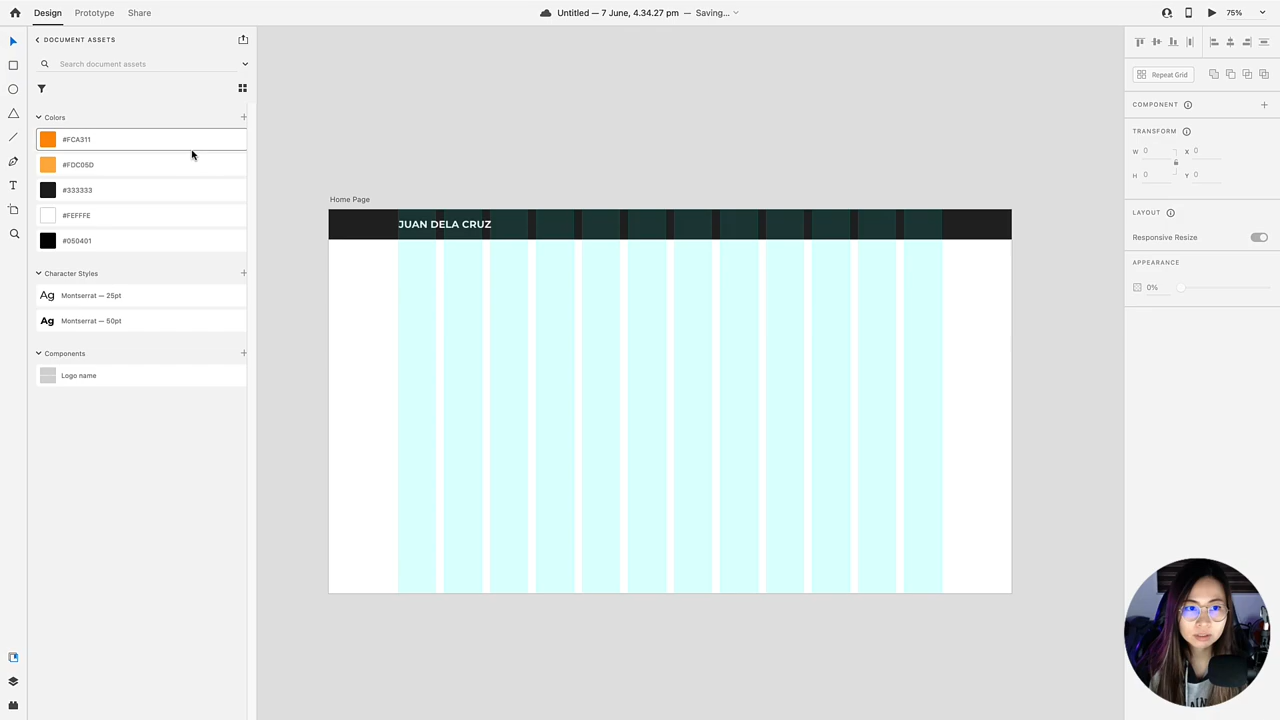 Design Prototype Share
Untitled — 7 June, 4.34.27 pm — Saving...
75%
DOCUMENT ASSETS
Search document assets
Colors
#FCA311
#FDC05D
#333333
#FEFFFE
#050401
Character Styles
Ag Montserrat — 25pt
Ag Montserrat — 50pt
Components
Logo name
Home Page
JUAN DELA CRUZ
Repeat Grid
COMPONENT
TRANSFORM
W 0 X 0
H 0 Y 0
LAYOUT
Responsive Resize
APPEARANCE
0%